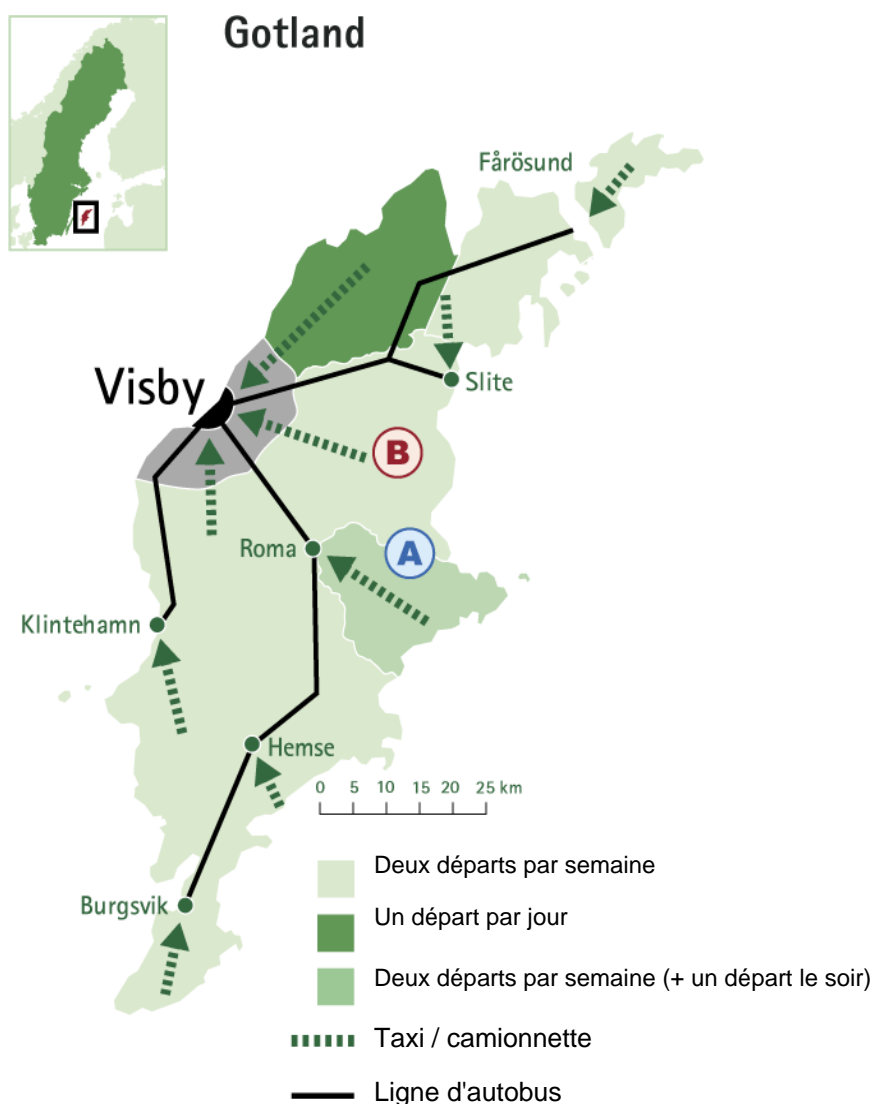 Gotland
Fårösund
Visby
Slite
B
Roma
A
Klintehamn
Hemse
0 5 10 15 20 25 km
Deux départs par semaine
Burgsvik
Un départ par jour
Deux départs par semaine (+ un départ le soir)
Taxi / camionnette
Ligne d'autobus